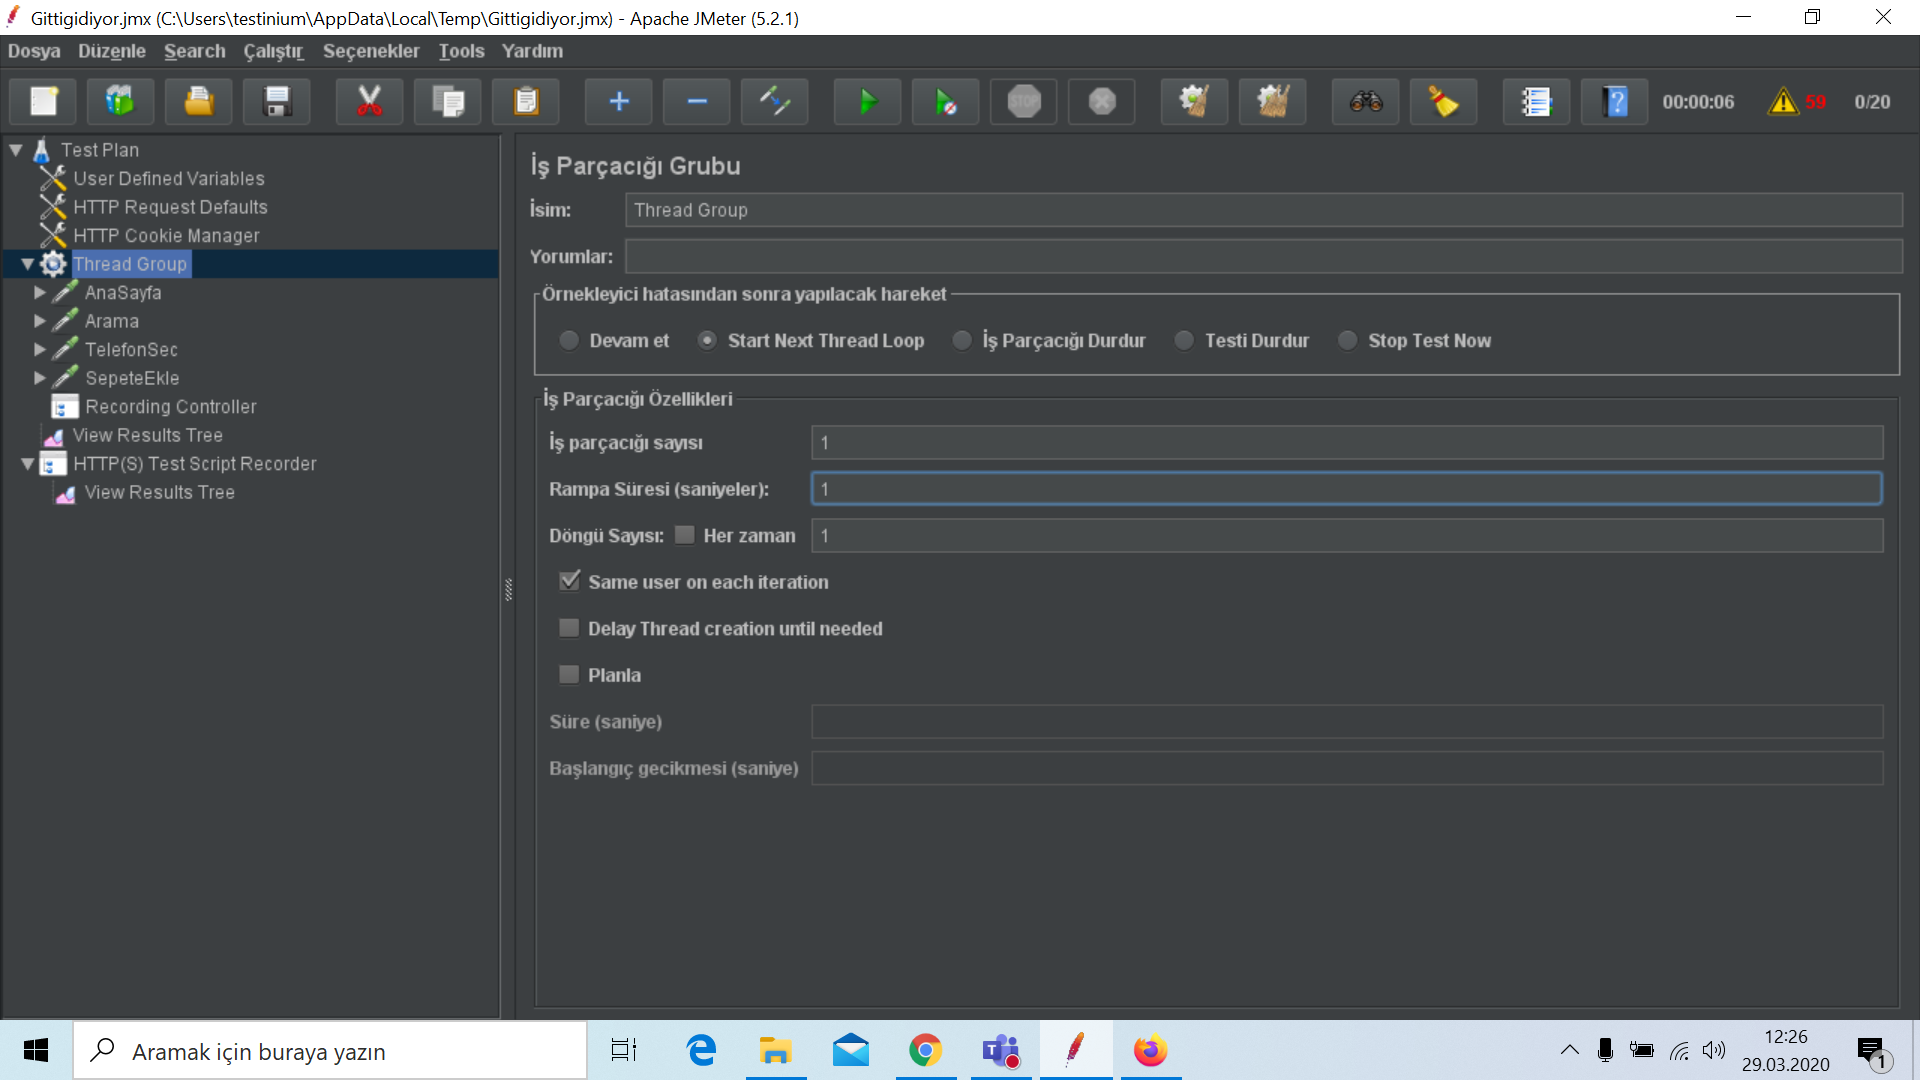 Gittigidiyor.jmx (C:\Users\testinium\AppData\Local\Temp\Gittigidiyor.jmx) - Apache JMeter (5.2.1)
Dosya Düzenle Search Çalıştır Seçenekler Tools Yardım
STOP 00:00:06 59 0/20
Test Plan
User Defined Variables
HTTP Request Defaults
HTTP Cookie Manager
Thread Group
AnaSayfa
Arama
TelefonSec
SepeteEkle
Recording Controller
View Results Tree
HTTP(S) Test Script Recorder
View Results Tree
İş Parçacığı Grubu
İsim: Thread Group
Yorumlar:
Örnekleyici hatasından sonra yapılacak hareket
Devam et Start Next Thread Loop İş Parçacığı Durdur Testi Durdur Stop Test Now
İş Parçacığı Özellikleri
İş parçacığı sayısı 1
Rampa Süresi (saniyeler): 1
Döngü Sayısı: Her zaman 1
Same user on each iteration
Delay Thread creation until needed
Planla
Süre (saniye)
Başlangıç gecikmesi (saniye)
Aramak için buraya yazın
12:26
29.03.2020
1